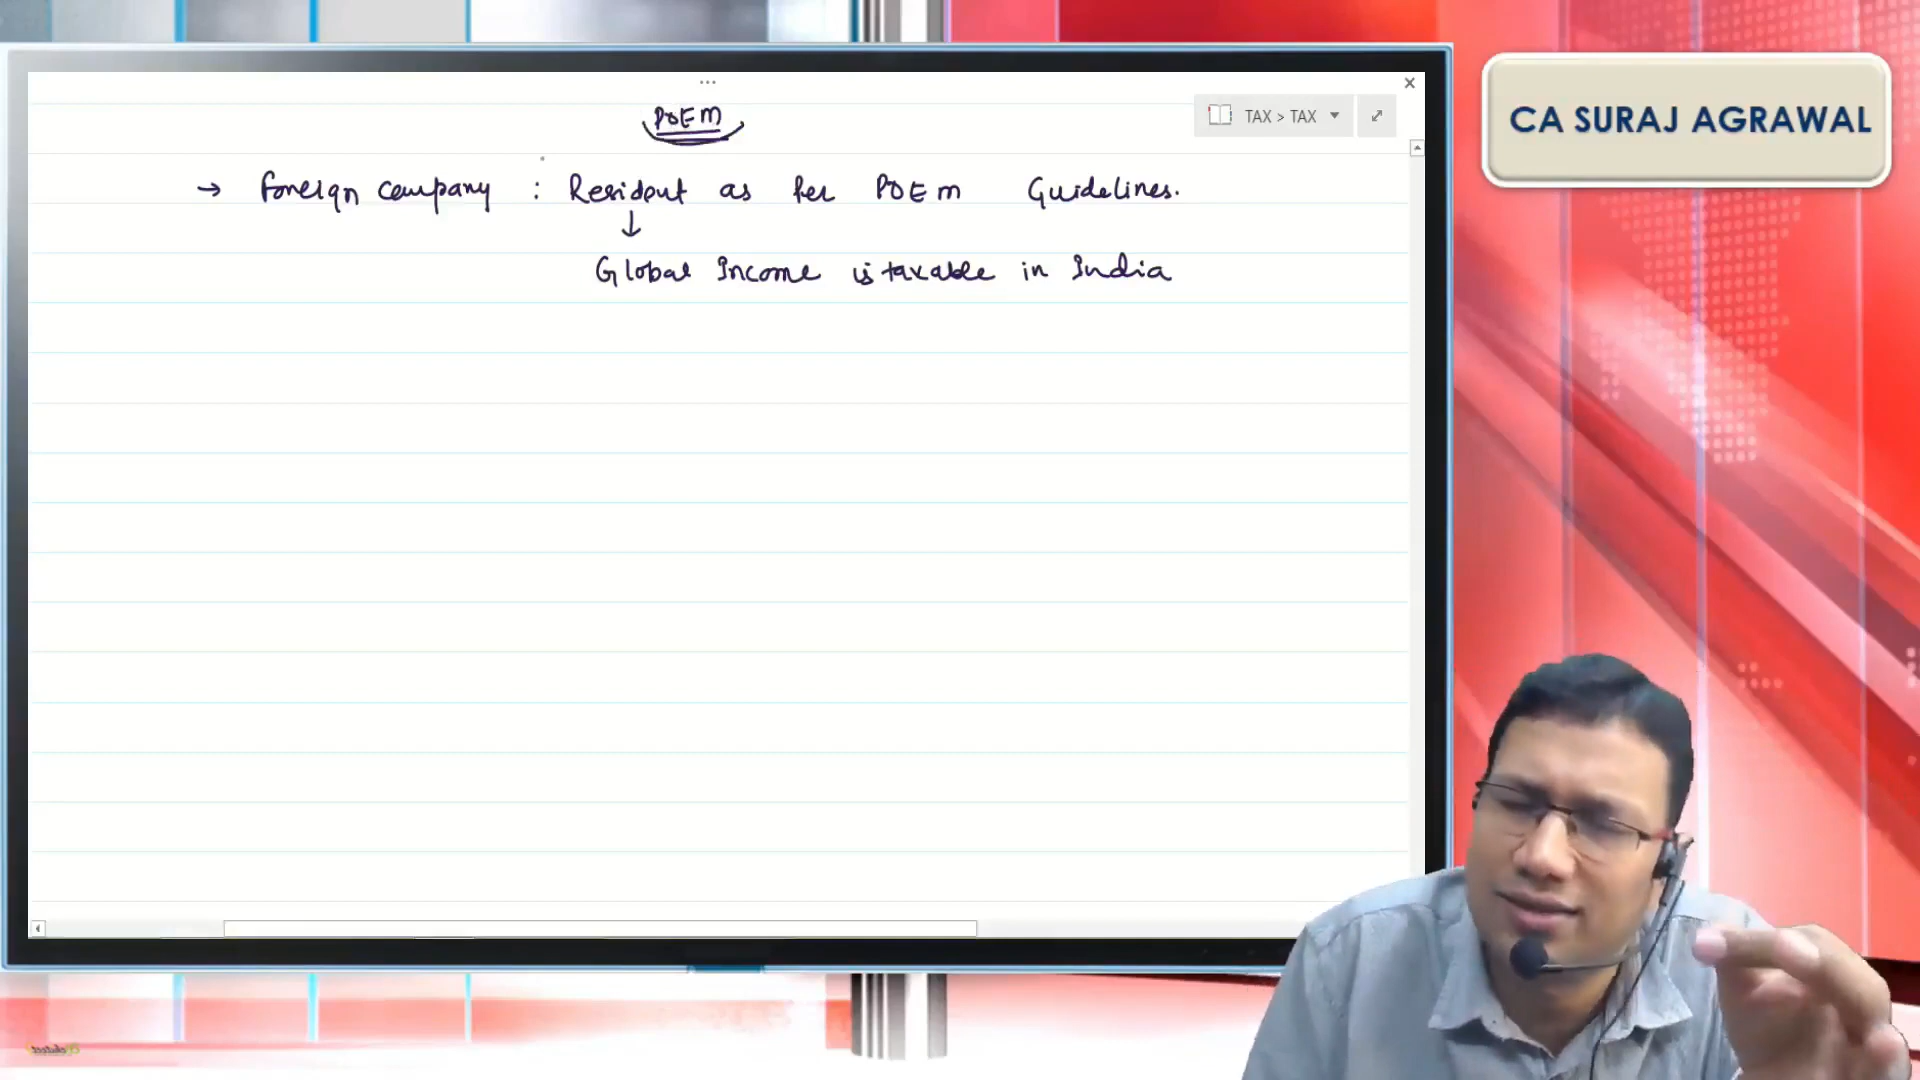 POEM
TAX > TAX
CA SURAJ AGRAWAL
→ Foreign company : Resident as per POEM Guidelines.
↓
Global Income is taxable in India